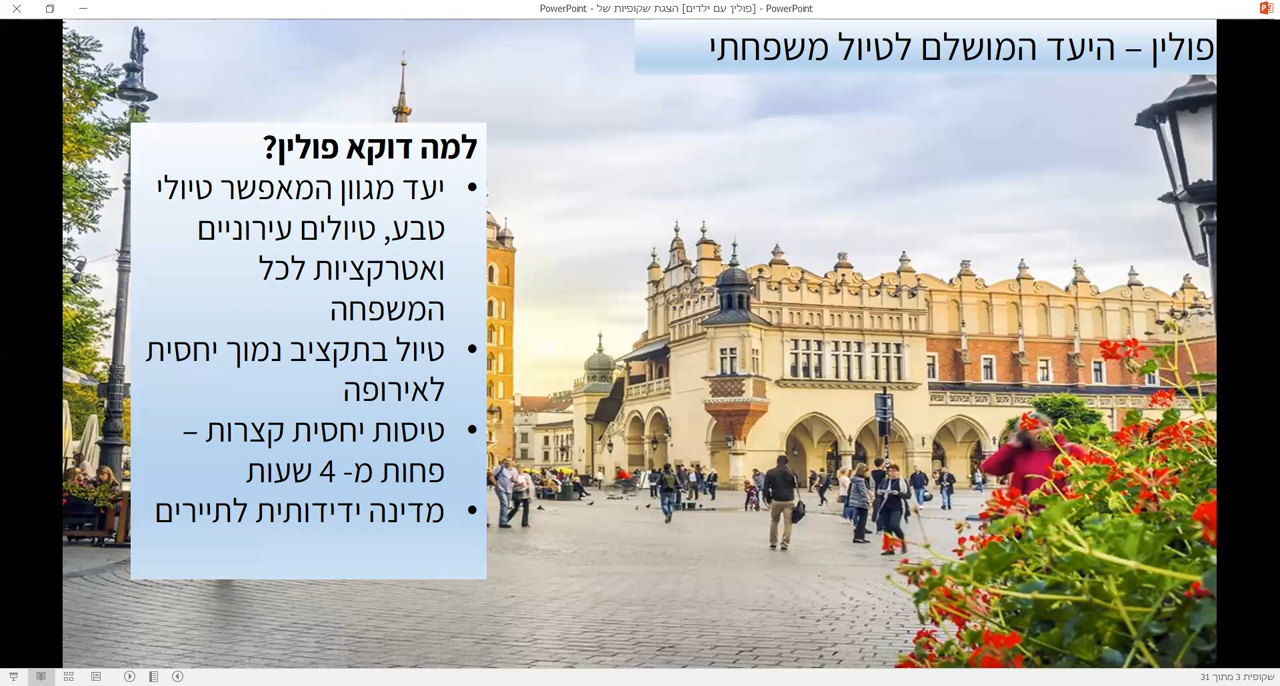 PowerPoint - [פולין עם ילדים] הצגת שקופיות של - PowerPoint
פולין – היעד המושלם לטיול משפחתי
למה דוקא פולין?
• יעד מגוון המאפשר טיולי
טבע, טיולים עירוניים
ואטרקציות לכל
המשפחה
• טיול בתקציב נמוך יחסית
לאירופה
• טיסות יחסית קצרות –
פחות מ- 4 שעות
• מדינה ידידותית לתיירים
שקופית 3 מתוך 31